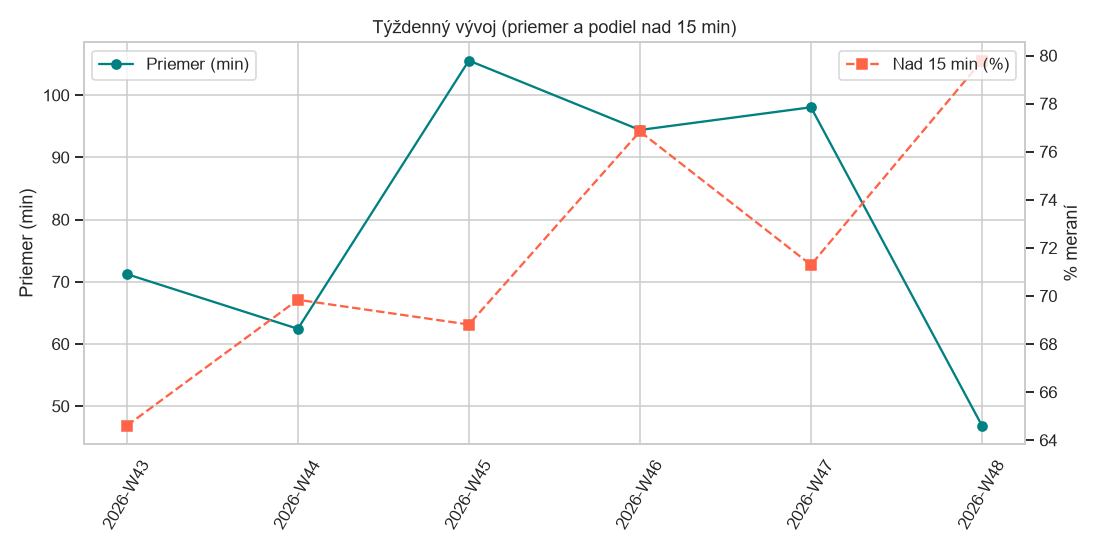 Týždenný vývoj (priemer a podiel nad 15 min)
Priemer (min)
Nad 15 min (%)
Priemer (min)
100
90
80
70
60
50
80
78
76
74
72
70
68
66
64
% meraní
2026-W43
2026-W44
2026-W45
2026-W46
2026-W47
2026-W48